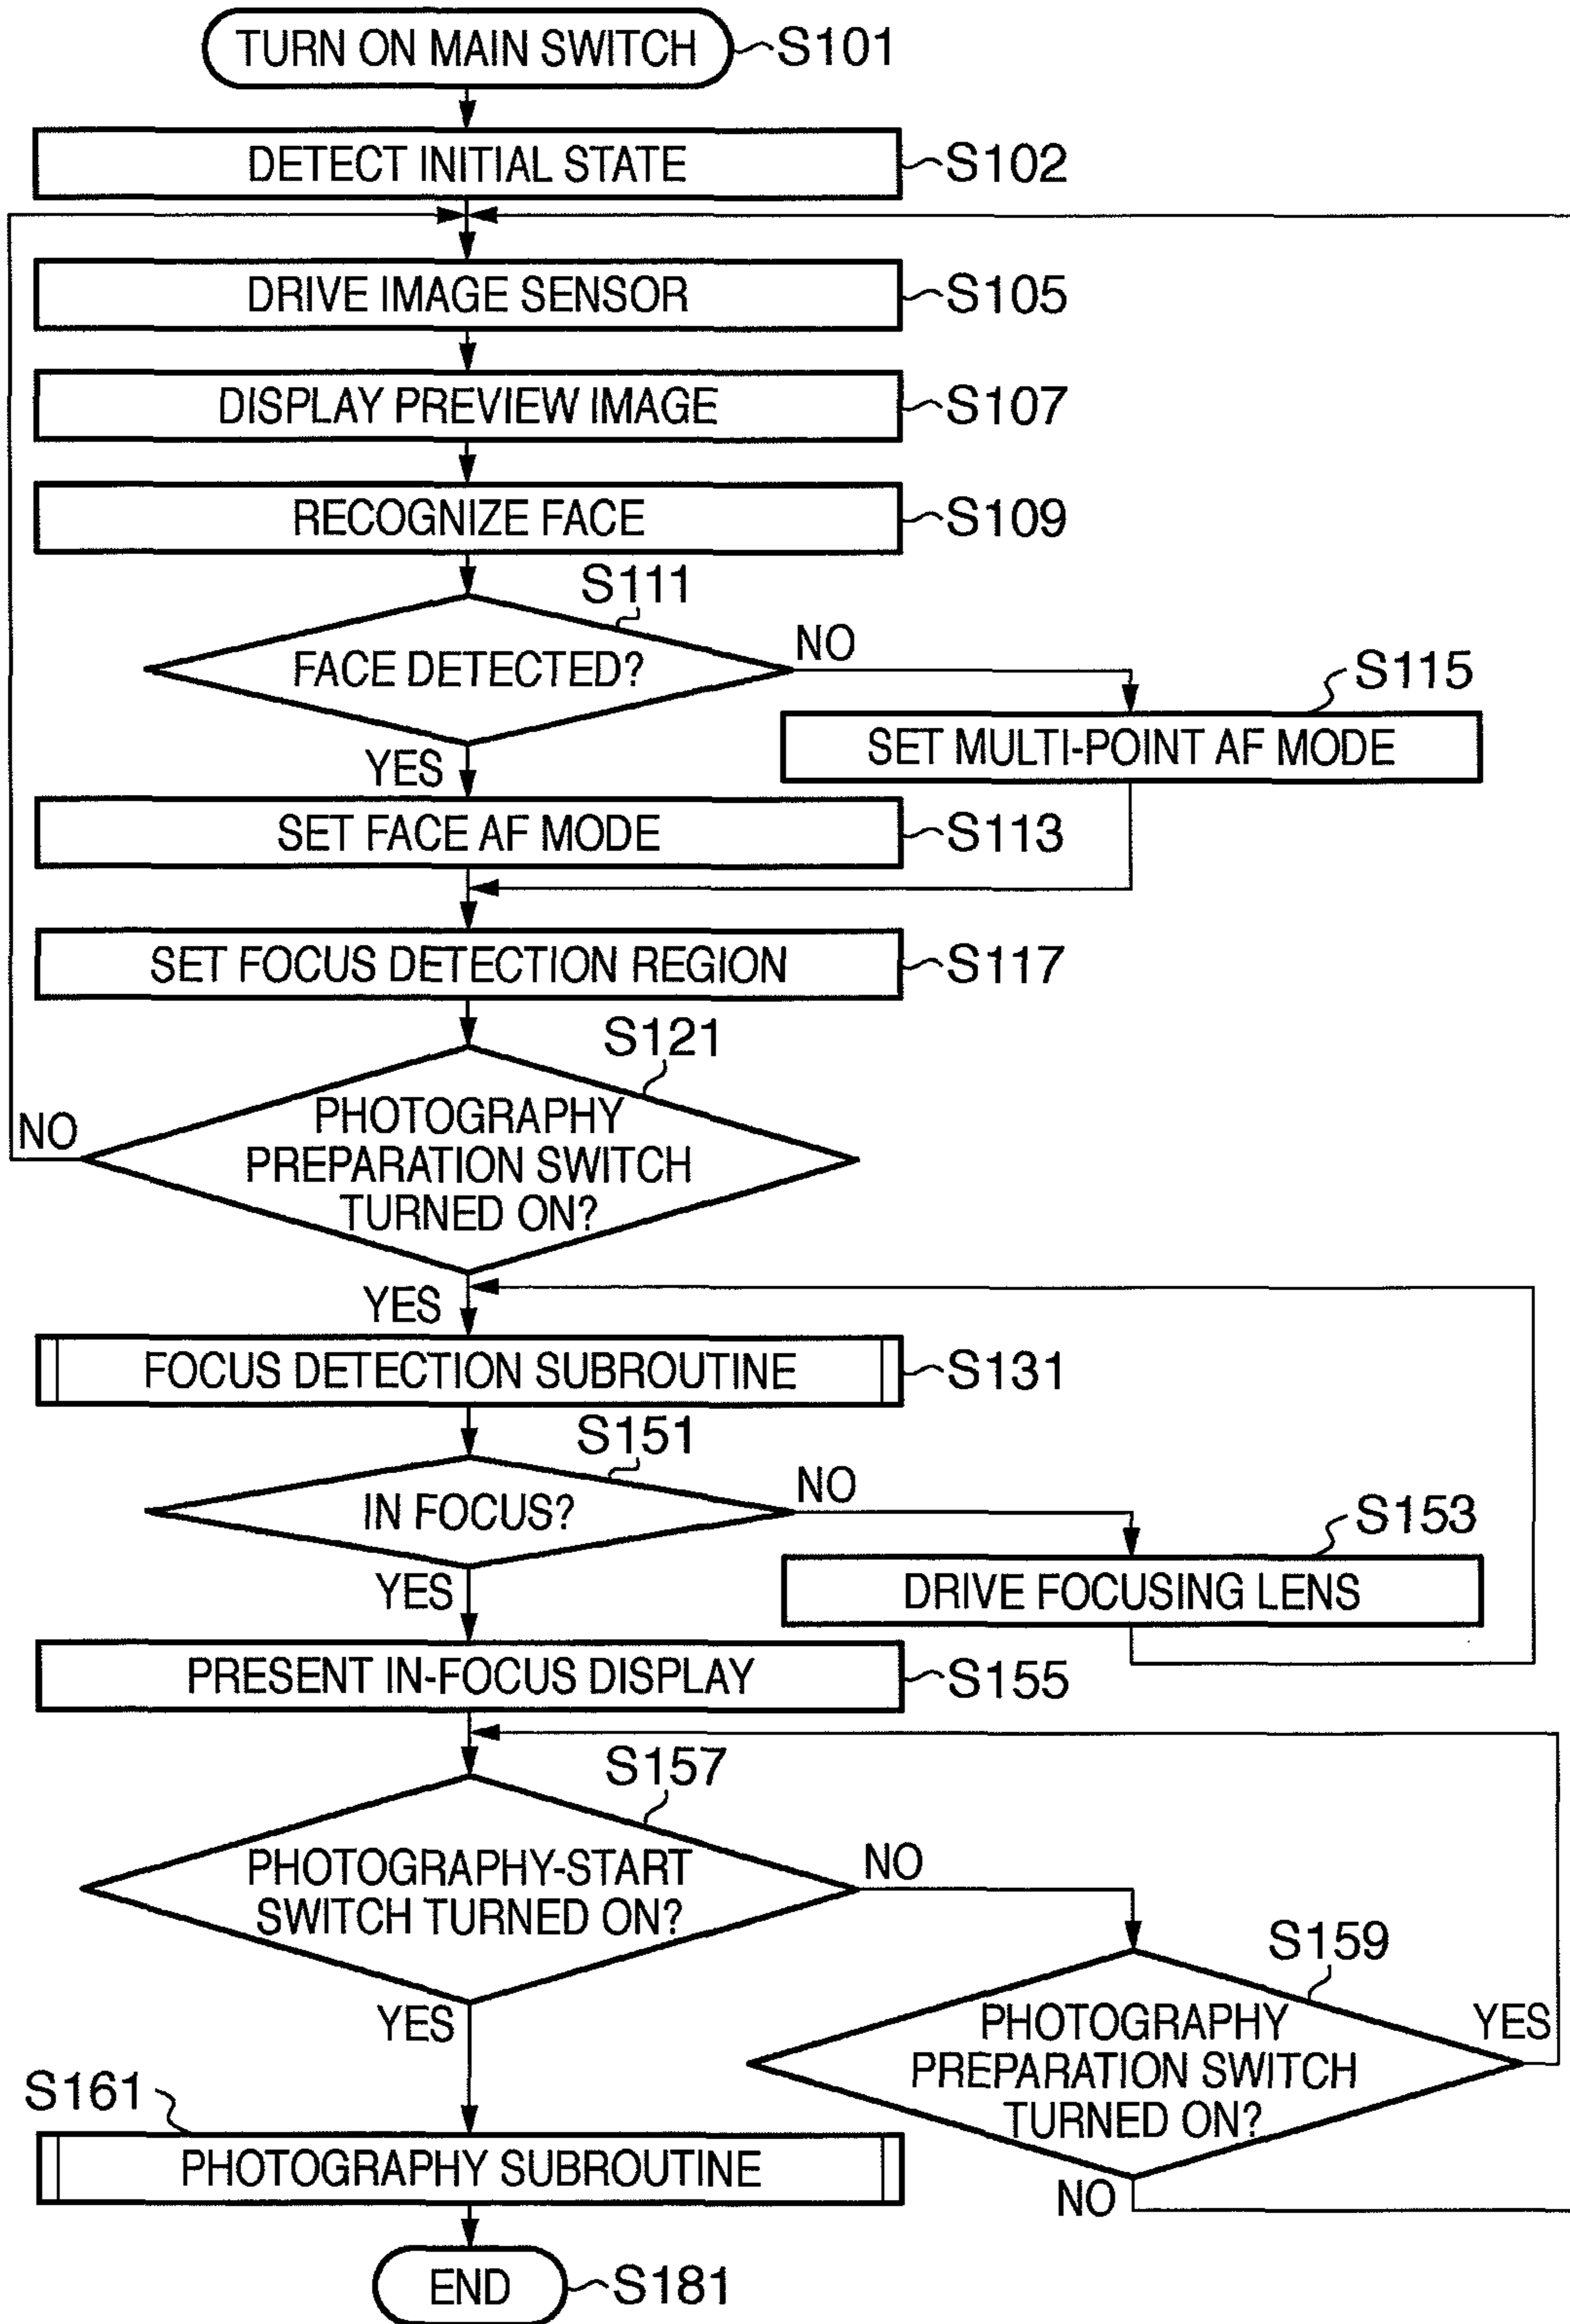 TURN ON MAIN SWITCH
S101
DETECT INITIAL STATE
S102
DRIVE IMAGE SENSOR
S105
DISPLAY PREVIEW IMAGE
S107
RECOGNIZE FACE
S109
S111
FACE DETECTED?
NO
S115
SET MULTI-POINT AF MODE
YES
SET FACE AF MODE
S113
SET FOCUS DETECTION REGION
S117
S121
PHOTOGRAPHY
PREPARATION SWITCH
TURNED ON?
NO
YES
FOCUS DETECTION SUBROUTINE
S131
S151
IN FOCUS?
NO
S153
DRIVE FOCUSING LENS
YES
PRESENT IN-FOCUS DISPLAY
S155
S157
PHOTOGRAPHY-START
SWITCH TURNED ON?
NO
S159
PHOTOGRAPHY
PREPARATION SWITCH
TURNED ON?
YES
NO
YES
S161
PHOTOGRAPHY SUBROUTINE
END
S181